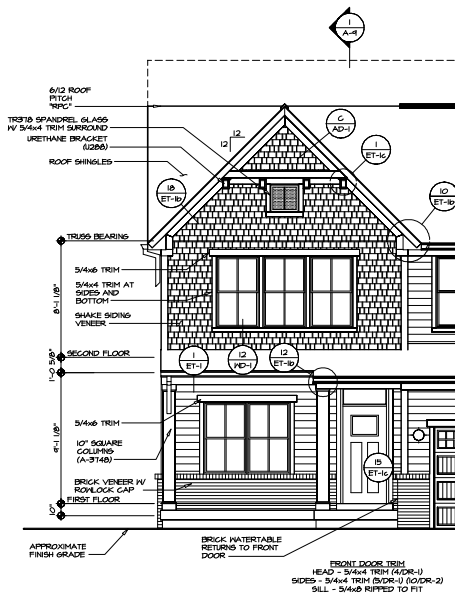 1
A-9
6/12 ROOF
PITCH
"RPC"
TR37/8 SPANDREL GLASS
W/ 5/4x4 TRIM SURROUND
URETHANE BRACKET
(U288)
12
12
C
AD-1
1
ET-1c
ROOF SHINGLES
18
ET-1b
10
ET-1b
TRUSS BEARING
5/4x6 TRIM
5/4x4 TRIM AT
SIDES AND
BOTTOM
8'-1 1/8"
SHAKE SIDING
VENEER
SECOND FLOOR
1'-0 5/8"
1
ET-1
12
WD-1
12
ET-1b
5/4x6 TRIM
9'-1 1/8"
10" SQUARE
COLUMNS
(A-3748)
15
ET-1c
BRICK VENEER W/
ROWLOCK CAP
FIRST FLOOR
10"
APPROXIMATE
FINISH GRADE
BRICK WATERTABLE
RETURNS TO FRONT
DOOR
FRONT DOOR TRIM
HEAD - 5/4x4 TRIM (4/DR-1)
SIDES - 5/4x4 TRIM (5/DR-1) (10/DR-2)
SILL - 5/4x8 RIPPED TO FIT